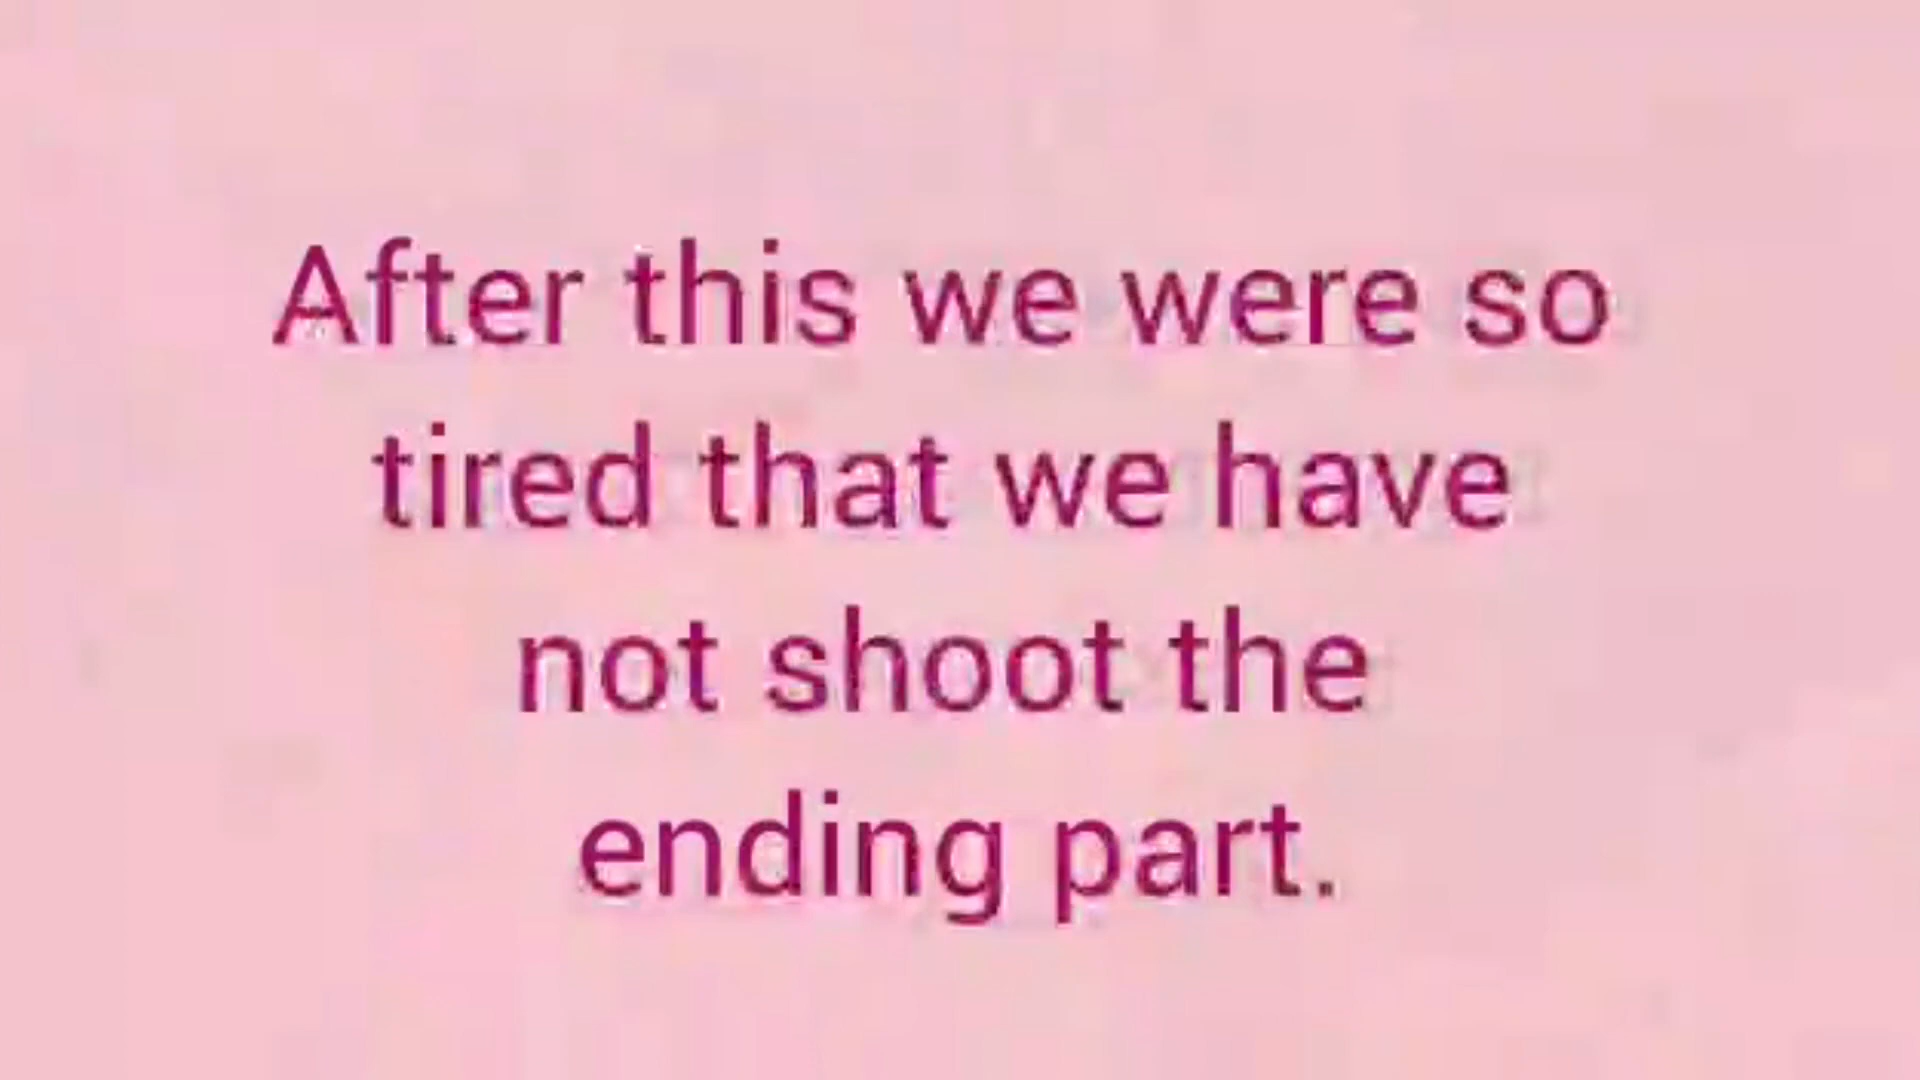 After this we were so
tired that we have
not shoot the
ending part.